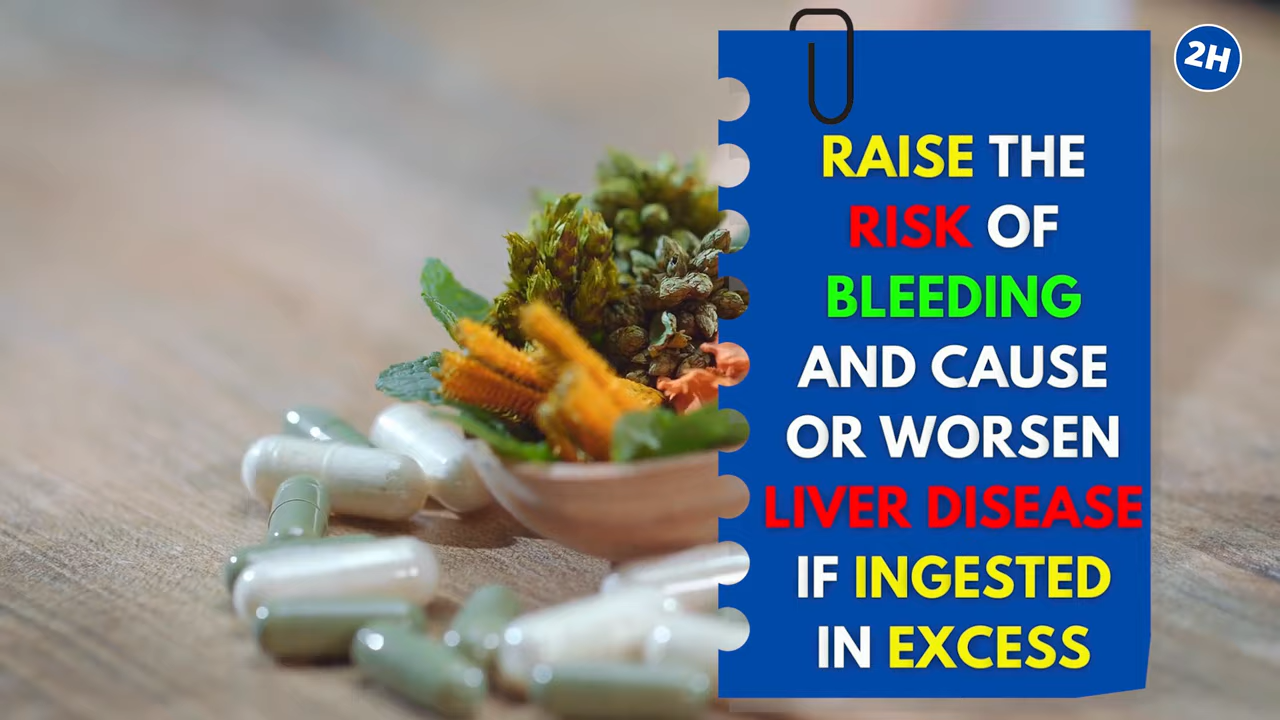 2H
RAISE THE
RISK OF
BLEEDING
AND CAUSE
OR WORSEN
LIVER DISEASE
IF INGESTED
IN EXCESS